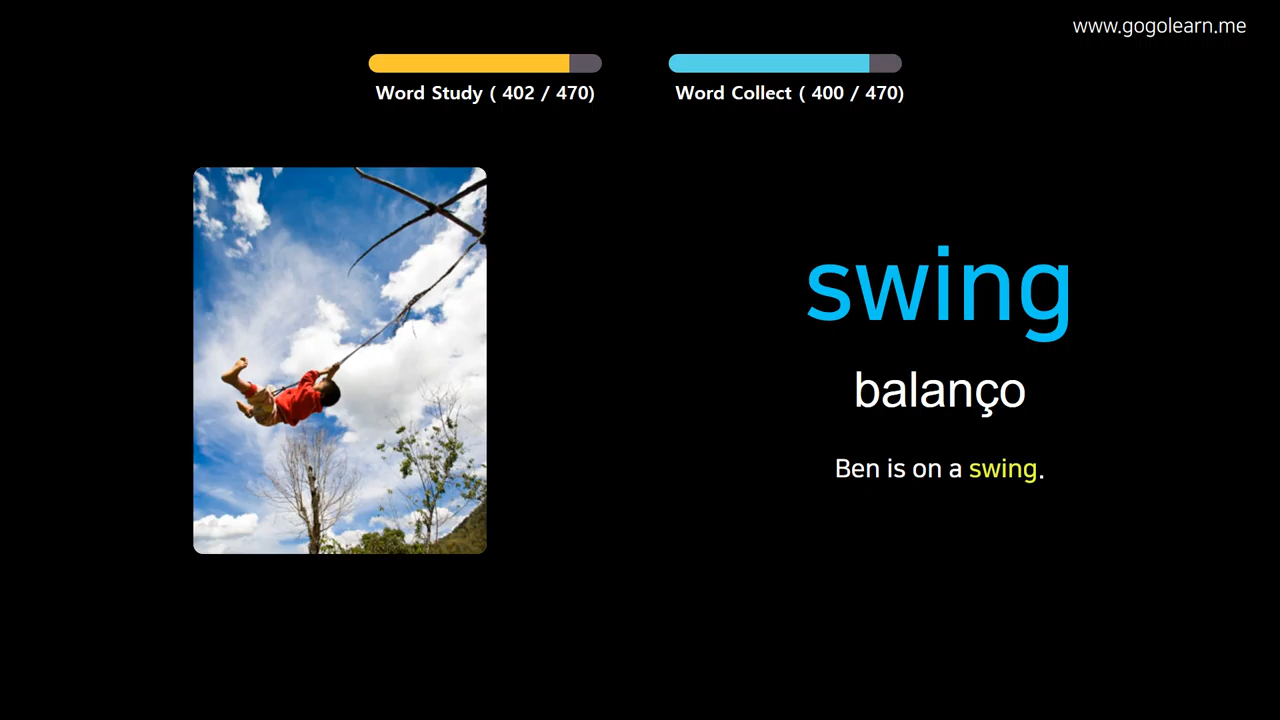 www.gogolearn.me
Word Study ( 402 / 470)
Word Collect ( 400 / 470)
swing
balanço
Ben is on a swing.